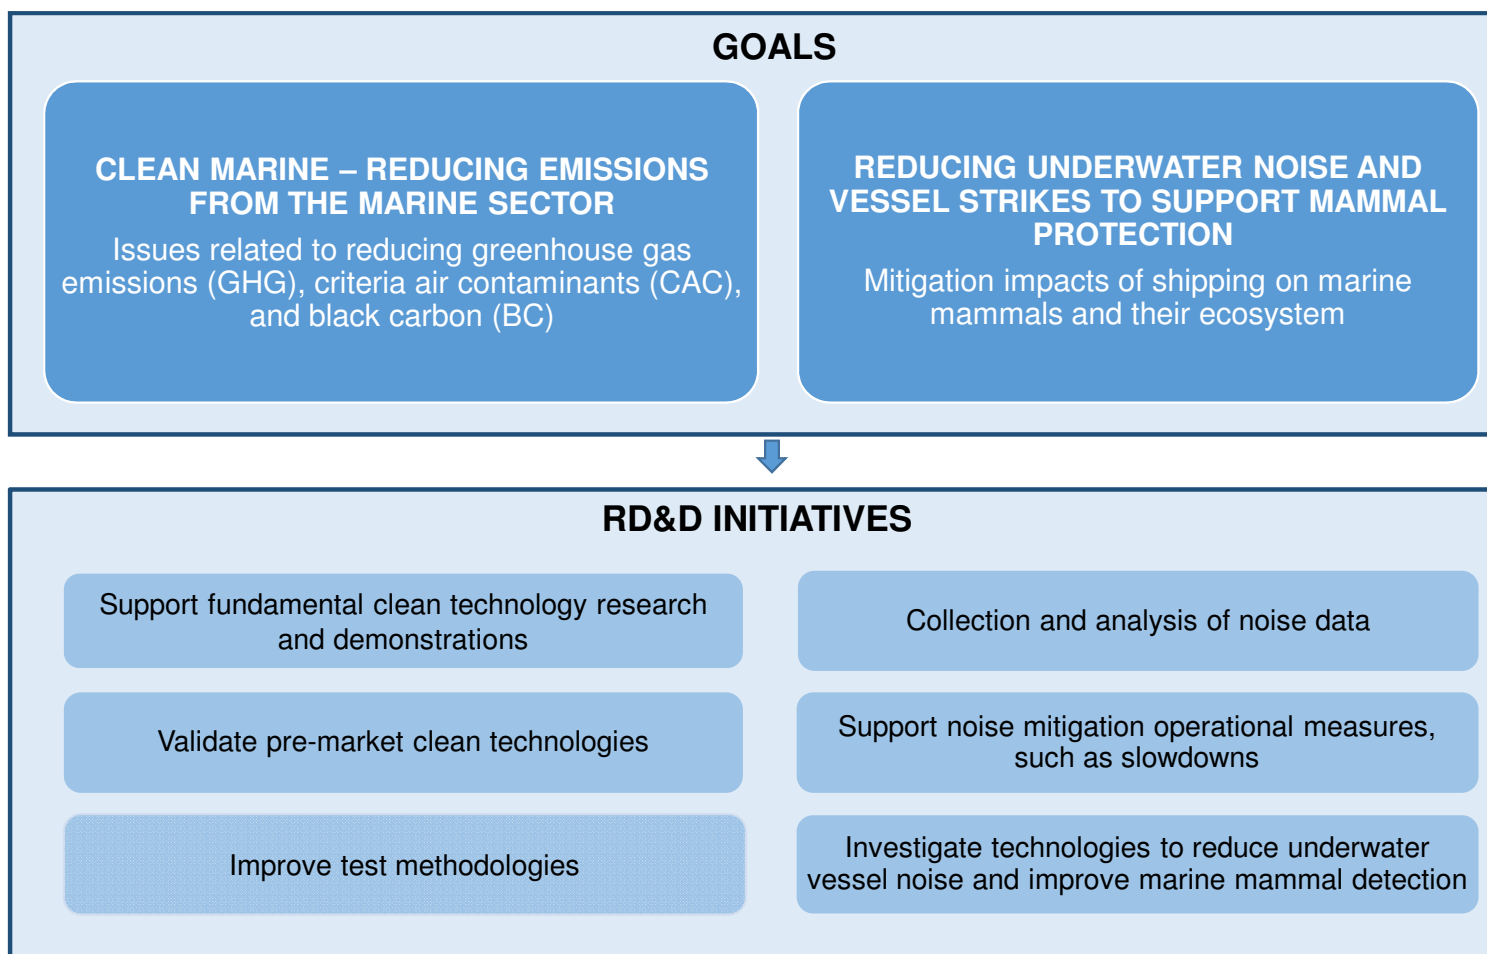 GOALS
CLEAN MARINE – REDUCING EMISSIONS
FROM THE MARINE SECTOR
Issues related to reducing greenhouse gas
emissions (GHG), criteria air contaminants (CAC),
and black carbon (BC)
REDUCING UNDERWATER NOISE AND
VESSEL STRIKES TO SUPPORT MAMMAL
PROTECTION
Mitigation impacts of shipping on marine
mammals and their ecosystem
RD&D INITIATIVES
Support fundamental clean technology research
and demonstrations
Validate pre-market clean technologies
Improve test methodologies
Collection and analysis of noise data
Support noise mitigation operational measures,
such as slowdowns
Investigate technologies to reduce underwater
vessel noise and improve marine mammal detection